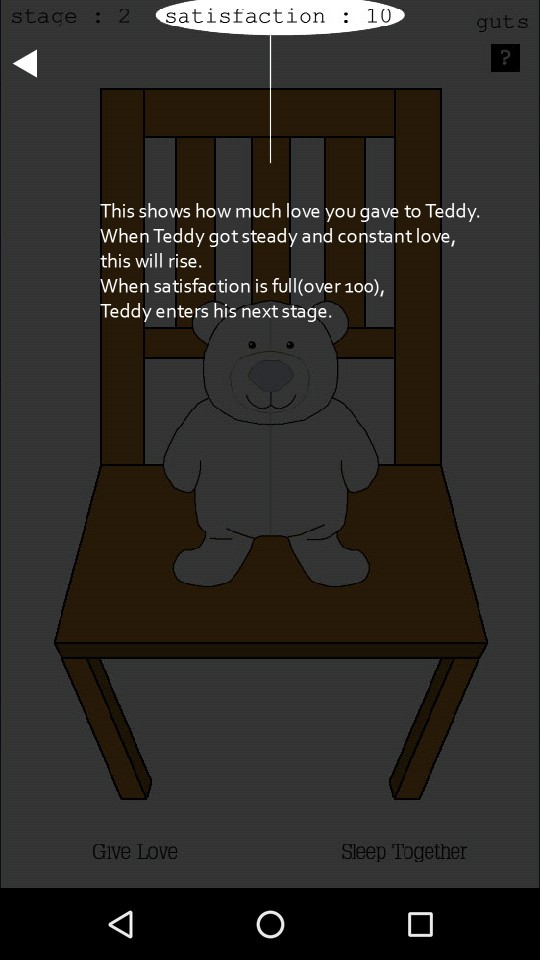 stage : 2 satisfaction : 10 guts
?
This shows how much love you gave to Teddy.
When Teddy got steady and constant love,
this will rise.
When satisfaction is full(over 100),
Teddy enters his next stage.
Give Love Sleep Together